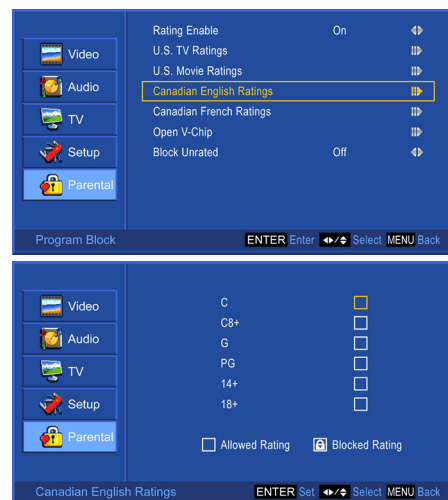 Rating Enable On
Video U.S. TV Ratings
U.S. Movie Ratings
Audio Canadian English Ratings
TV Canadian French Ratings
Open V-Chip
Setup Block Unrated Off
Parental
Program Block ENTER Enter / Select MENU Back
Video C
C8+
Audio G
TV PG
14+
Setup 18+
Parental Allowed Rating Blocked Rating
Canadian English Ratings ENTER Set / Select MENU Back